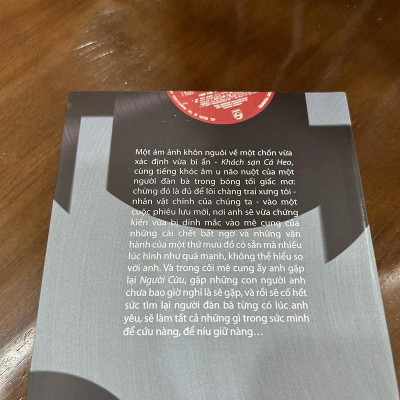 Một ám ảnh khôn nguôi về một chốn vừa
xác định vừa bí ẩn - Khách sạn Cá Heo,
cùng tiếng khóc âm u não nuột của một
người đàn bà trong bóng tối giấc mơ:
chừng đó là đủ để lôi chàng trai xưng tôi -
nhân vật chính của chúng ta - vào một
cuộc phiêu lưu mới, nơi anh sẽ vừa chứng
kiến vừa bị dính mắc vào mê cung của
những cái chết bất ngờ và những vận
hành của một thứ mưu đồ có sẵn mà nhiều
lúc hình như quá mạnh, không thể hiểu so
với anh. Và trong cõi mê cung ấy anh gặp
lại Người Cừu, gặp những con người anh
chưa bao giờ nghĩ là sẽ gặp, và rồi sẽ cố hết
sức tìm lại người đàn bà từng có lúc anh
yêu, sẽ làm tất cả những gì trong sức mình
để cứu nàng, để níu giữ nàng...